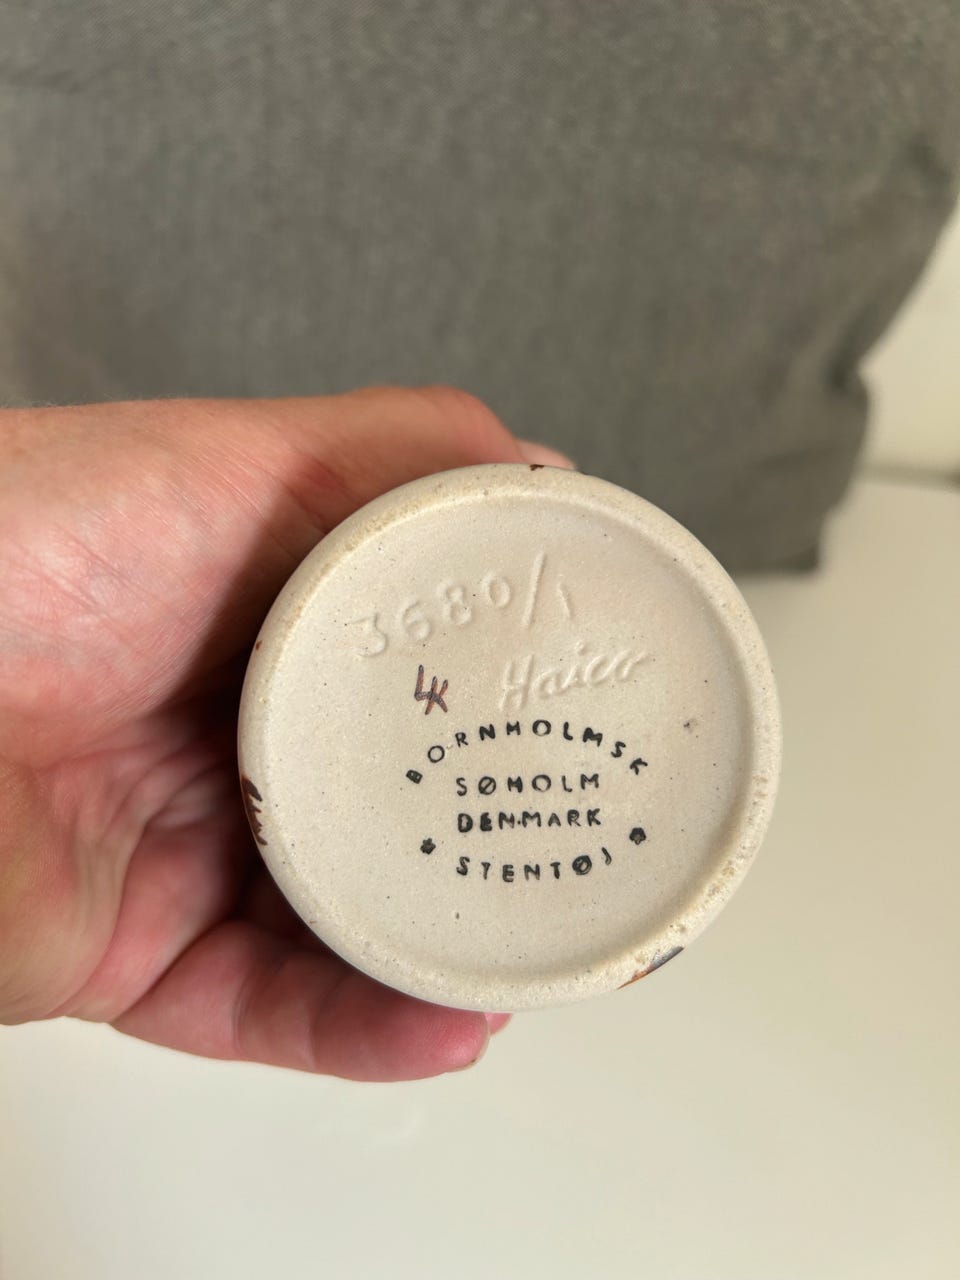 3680/1
LK Haico
BORNHOLMSK
SØHOLM
DENMARK
STENTØJ